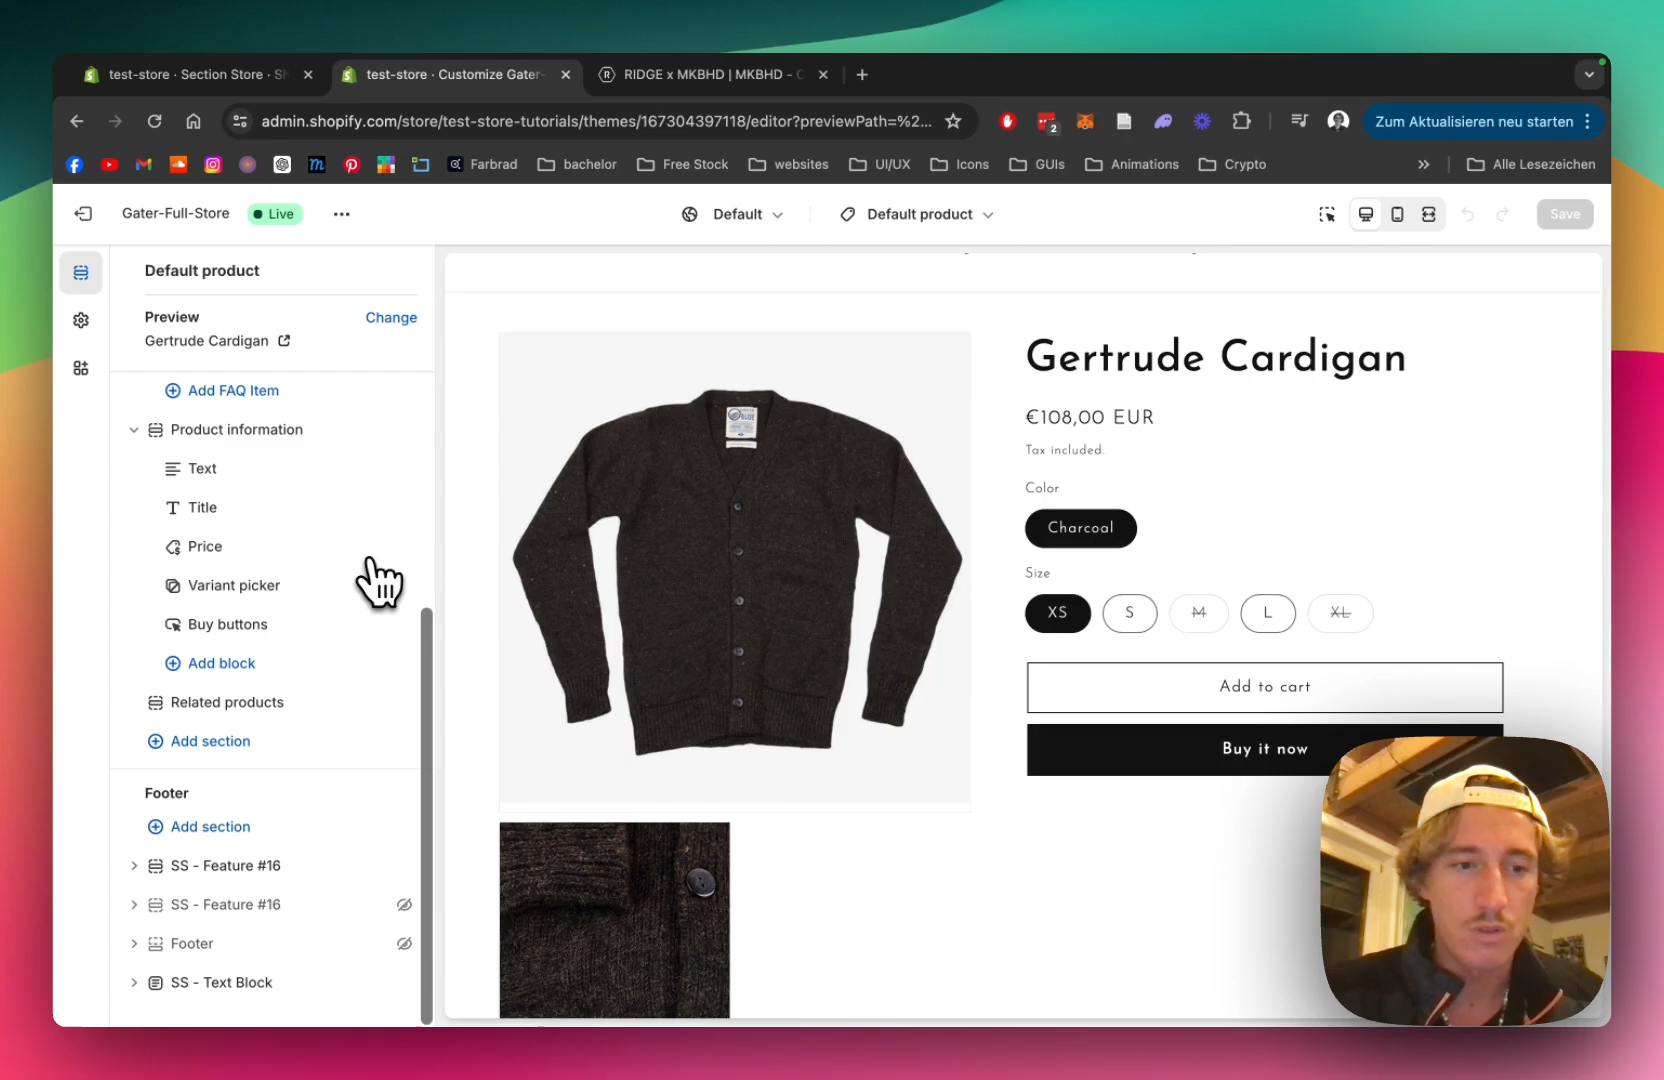 test-store · Section Store · Sh
test-store · Customize Gater-
RIDGE x MKBHD | MKBHD - C
admin.shopify.com/store/test-store-tutorials/themes/167304397118/editor?previewPath=%2...
2
Zum Aktualisieren neu starten
Farbrad
bachelor
Free Stock
websites
UI/UX
Icons
GUIs
Animations
Crypto
Alle Lesezeichen
Gater-Full-Store
Live
Default
Default product
Save
Default product
Preview
Change
Gertrude Cardigan
Add FAQ Item
Product information
Text
Title
Price
Variant picker
Buy buttons
Add block
Related products
Add section
Footer
Add section
SS - Feature #16
SS - Feature #16
Footer
SS - Text Block
Gertrude Cardigan
€108,00 EUR
Tax included.
Color
Charcoal
Size
XS
S
M
L
XL
Add to cart
Buy it now